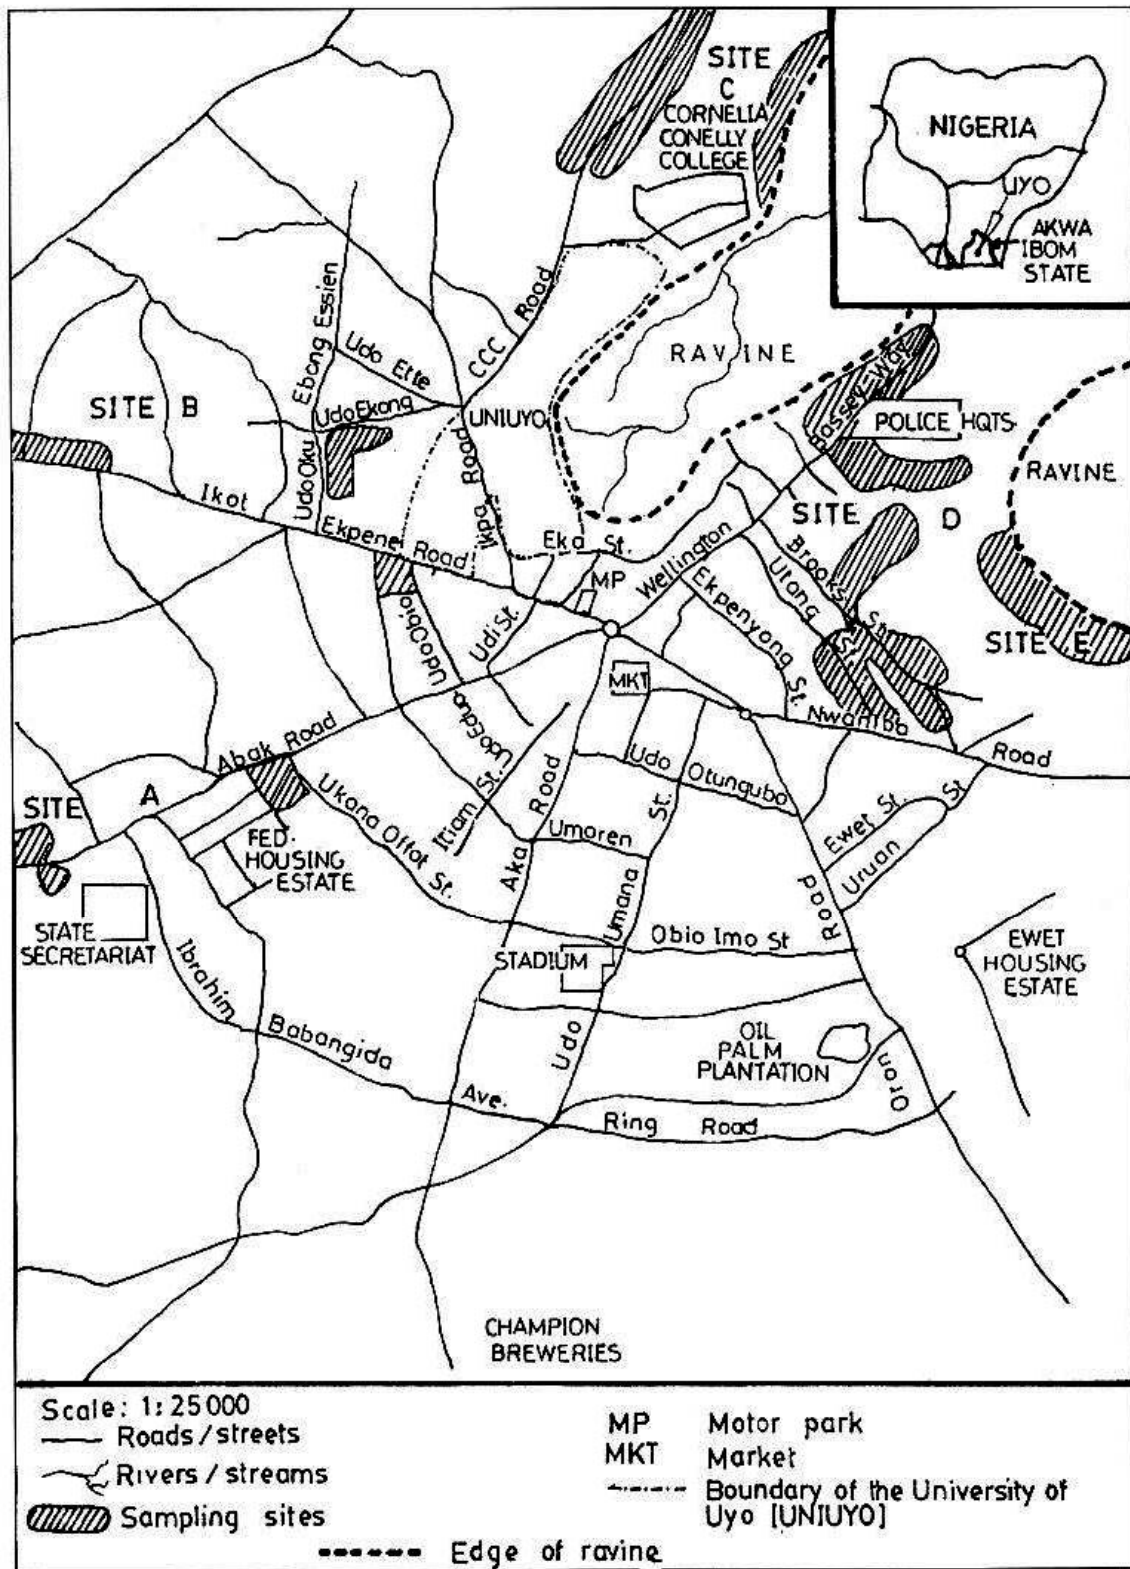 SITE
C
CORNELIA
CONELLY
COLLEGE
NIGERIA
UYO
AKWA
IBOM
STATE
RAVINE
CCC Road
Ebong Essien
Udo Ette
Udo Ekong
UNIUYO
SITE B
Udo Oku
Ikot
Ekpene Road
Ikpa Road
Eka St.
MP
Wellington
Bassey-Way
POLICE HQTS.
RAVINE
SITE D
Brooks St.
Utang St.
Ekpenyong St.
SITE E
Udo Obio
Udi St.
MKT
Nwaniba
Road
Udo Edoua
Itiam St.
Abak Road
SITE A
FED.
HOUSING
ESTATE
STATE
SECRETARIAT
Ukana Offot St.
Aka Road
Umoren
Udo Otungubo
Udo Umana St.
Ewet St.
Uruan St
Oron Road
Obio Imo St
STADIUM
EWET
HOUSING
ESTATE
OIL
PALM
PLANTATION
Ibrahim
Babangida
Ave.
Ring Road
CHAMPION
BREWERIES
Scale: 1:25000
Roads/streets
Rivers/streams
Sampling sites
MP Motor park
MKT Market
Boundary of the University of
Uyo [UNIUYO]
Edge of ravine